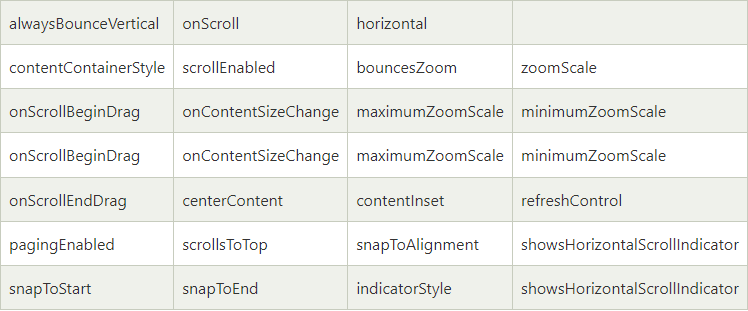 alwaysBounceVertical onScroll horizontal
contentContainerStyle scrollEnabled bouncesZoom zoomScale
onScrollBeginDrag onContentSizeChange maximumZoomScale minimumZoomScale
onScrollBeginDrag onContentSizeChange maximumZoomScale minimumZoomScale
onScrollEndDrag centerContent contentInset refreshControl
pagingEnabled scrollsToTop snapToAlignment showsHorizontalScrollIndicator
snapToStart snapToEnd indicatorStyle showsHorizontalScrollIndicator